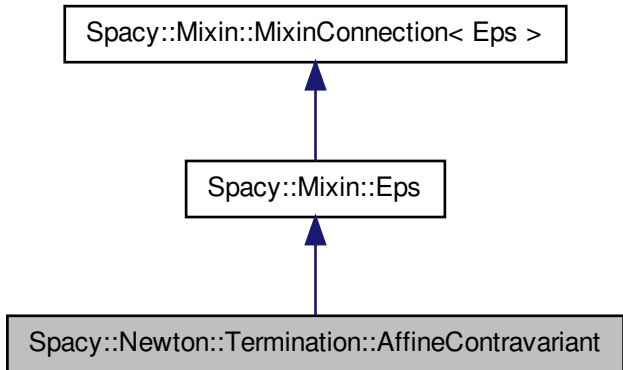 Spacy::Mixin::MixinConnection< Eps >
Spacy::Mixin::Eps
Spacy::Newton::Termination::AffineContravariant